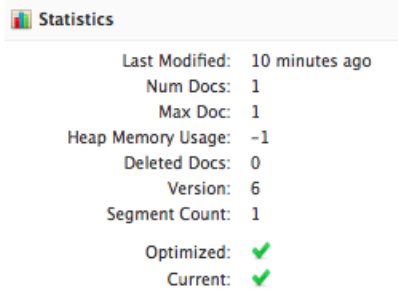 Statistics
Last Modified: 10 minutes ago
Num Docs: 1
Max Doc: 1
Heap Memory Usage: -1
Deleted Docs: 0
Version: 6
Segment Count: 1
Optimized:
Current: